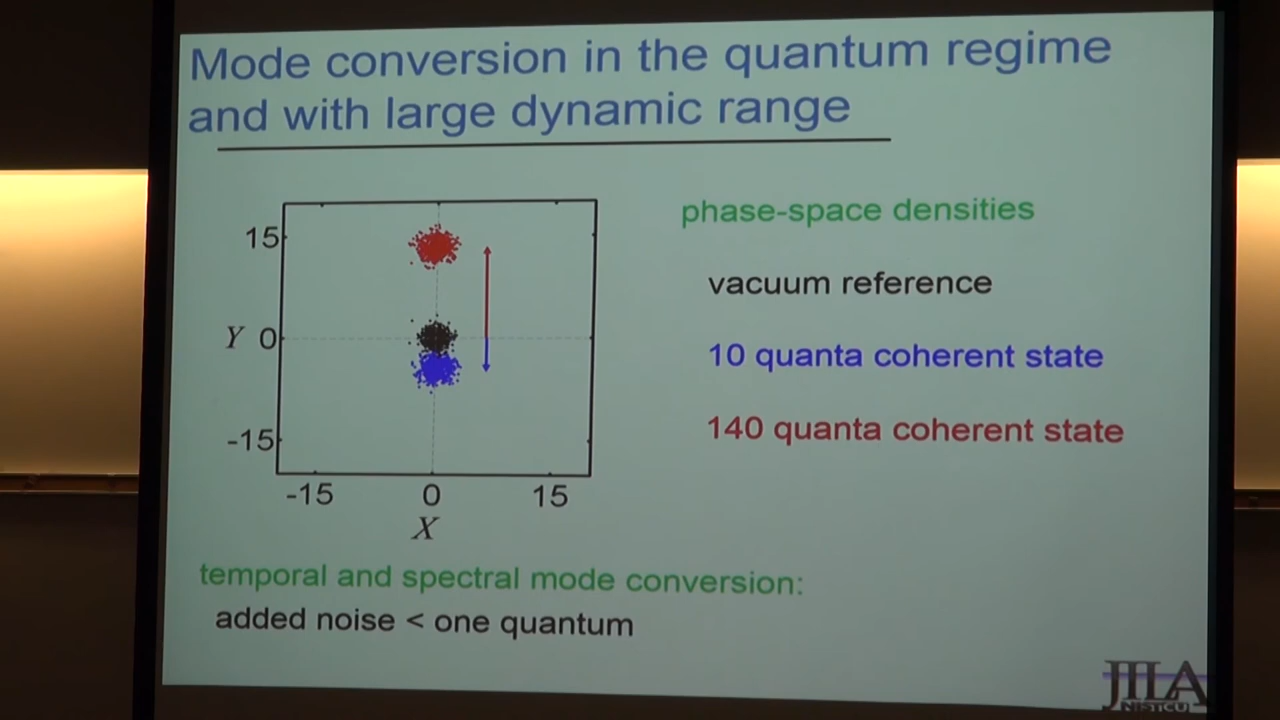 Mode conversion in the quantum regime
and with large dynamic range
phase-space densities
15
vacuum reference
Y 0
10 quanta coherent state
-15
140 quanta coherent state
-15 0 15
X
temporal and spectral mode conversion:
added noise < one quantum
JILA
NIST/CU